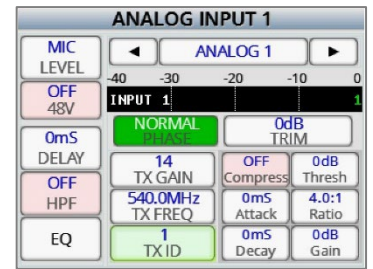 ANALOG INPUT 1
MIC
LEVEL
◄ ANALOG 1 ►
-40 -30 -20 -10 0
OFF
48V
INPUT 1 1
NORMAL
PHASE
0dB
TRIM
0mS
DELAY
14
TX GAIN
OFF
Compress
0dB
Thresh
OFF
HPF
540.0MHz
TX FREQ
0mS
Attack
4.0:1
Ratio
EQ
1
TX ID
0mS
Decay
0dB
Gain